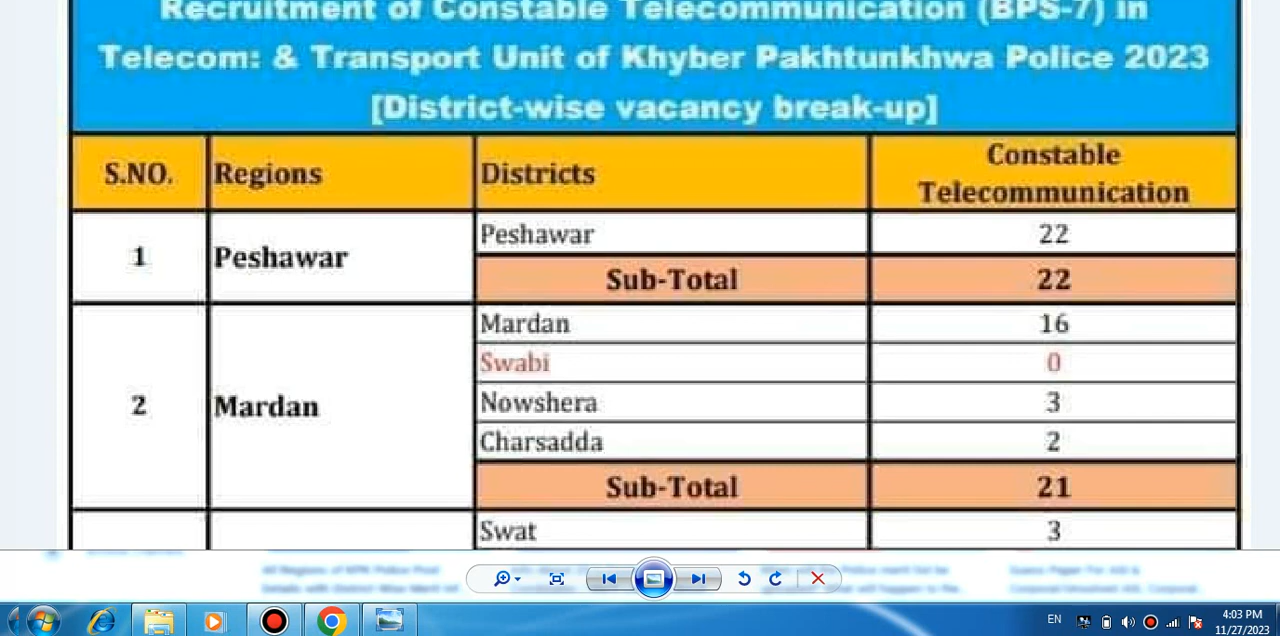 Recruitment of Constable Telecommunication (BPS-7) in
Telecom: & Transport Unit of Khyber Pakhtunkhwa Police 2023
[District-wise vacancy break-up]
S.NO. Regions Districts Constable Telecommunication
1 Peshawar Peshawar 22
Sub-Total 22
2 Mardan Mardan 16
Swabi 0
Nowshera 3
Charsadda 2
Sub-Total 21
Swat 3
EN 4:03 PM
11/27/2023